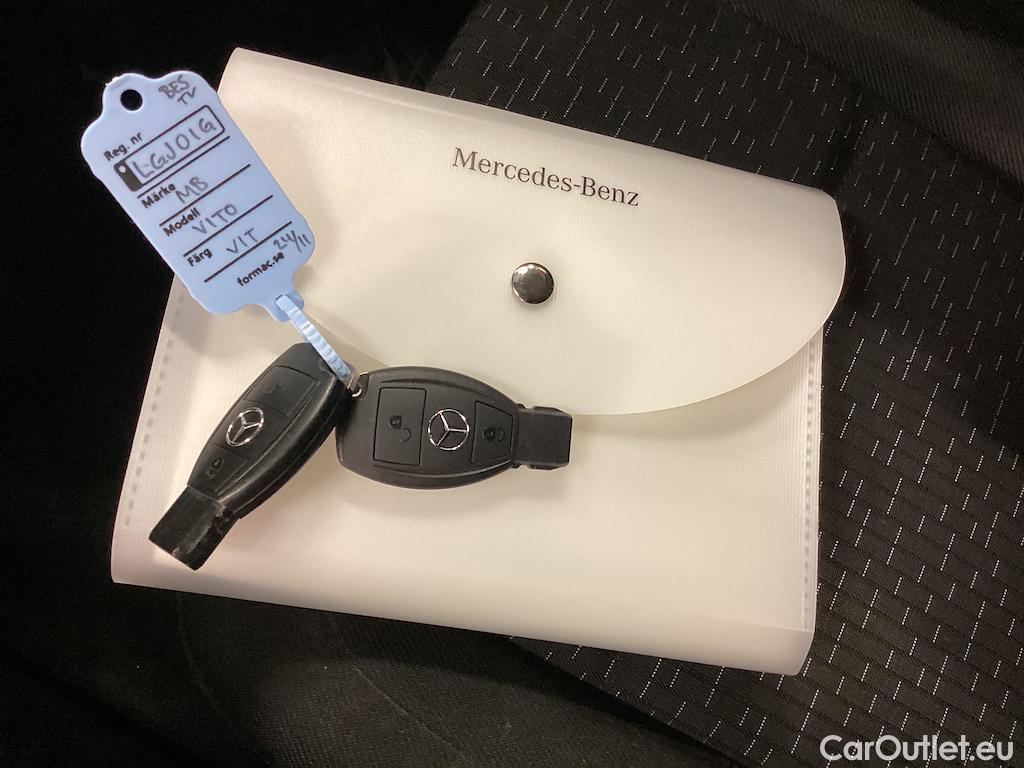 BES
TV
Reg. nr
LGJ01G
Märke MB
Modell VITO
Färg VIT
24/11
formac.se
Mercedes-Benz
CarOutlet.eu